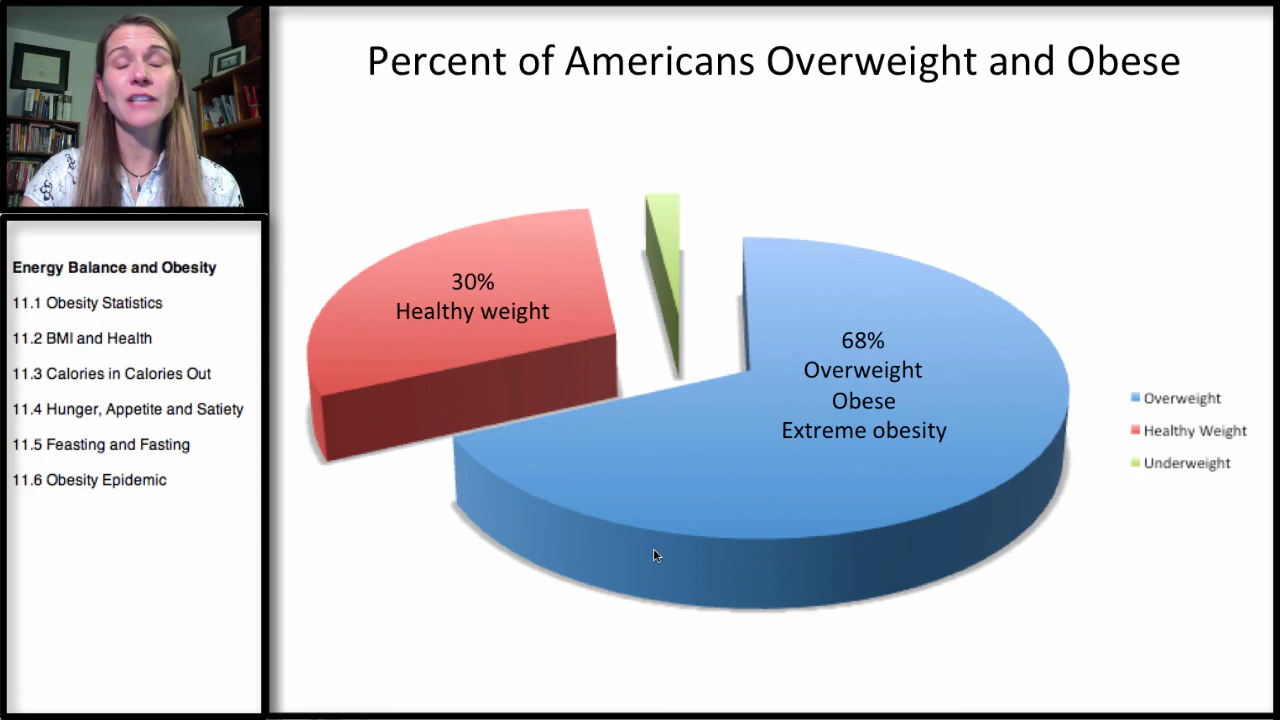 Percent of Americans Overweight and Obese
Energy Balance and Obesity
11.1 Obesity Statistics
11.2 BMI and Health
11.3 Calories in Calories Out
11.4 Hunger, Appetite and Satiety
11.5 Feasting and Fasting
11.6 Obesity Epidemic
30%
Healthy weight
68%
Overweight
Obese
Extreme obesity
Overweight
Healthy Weight
Underweight